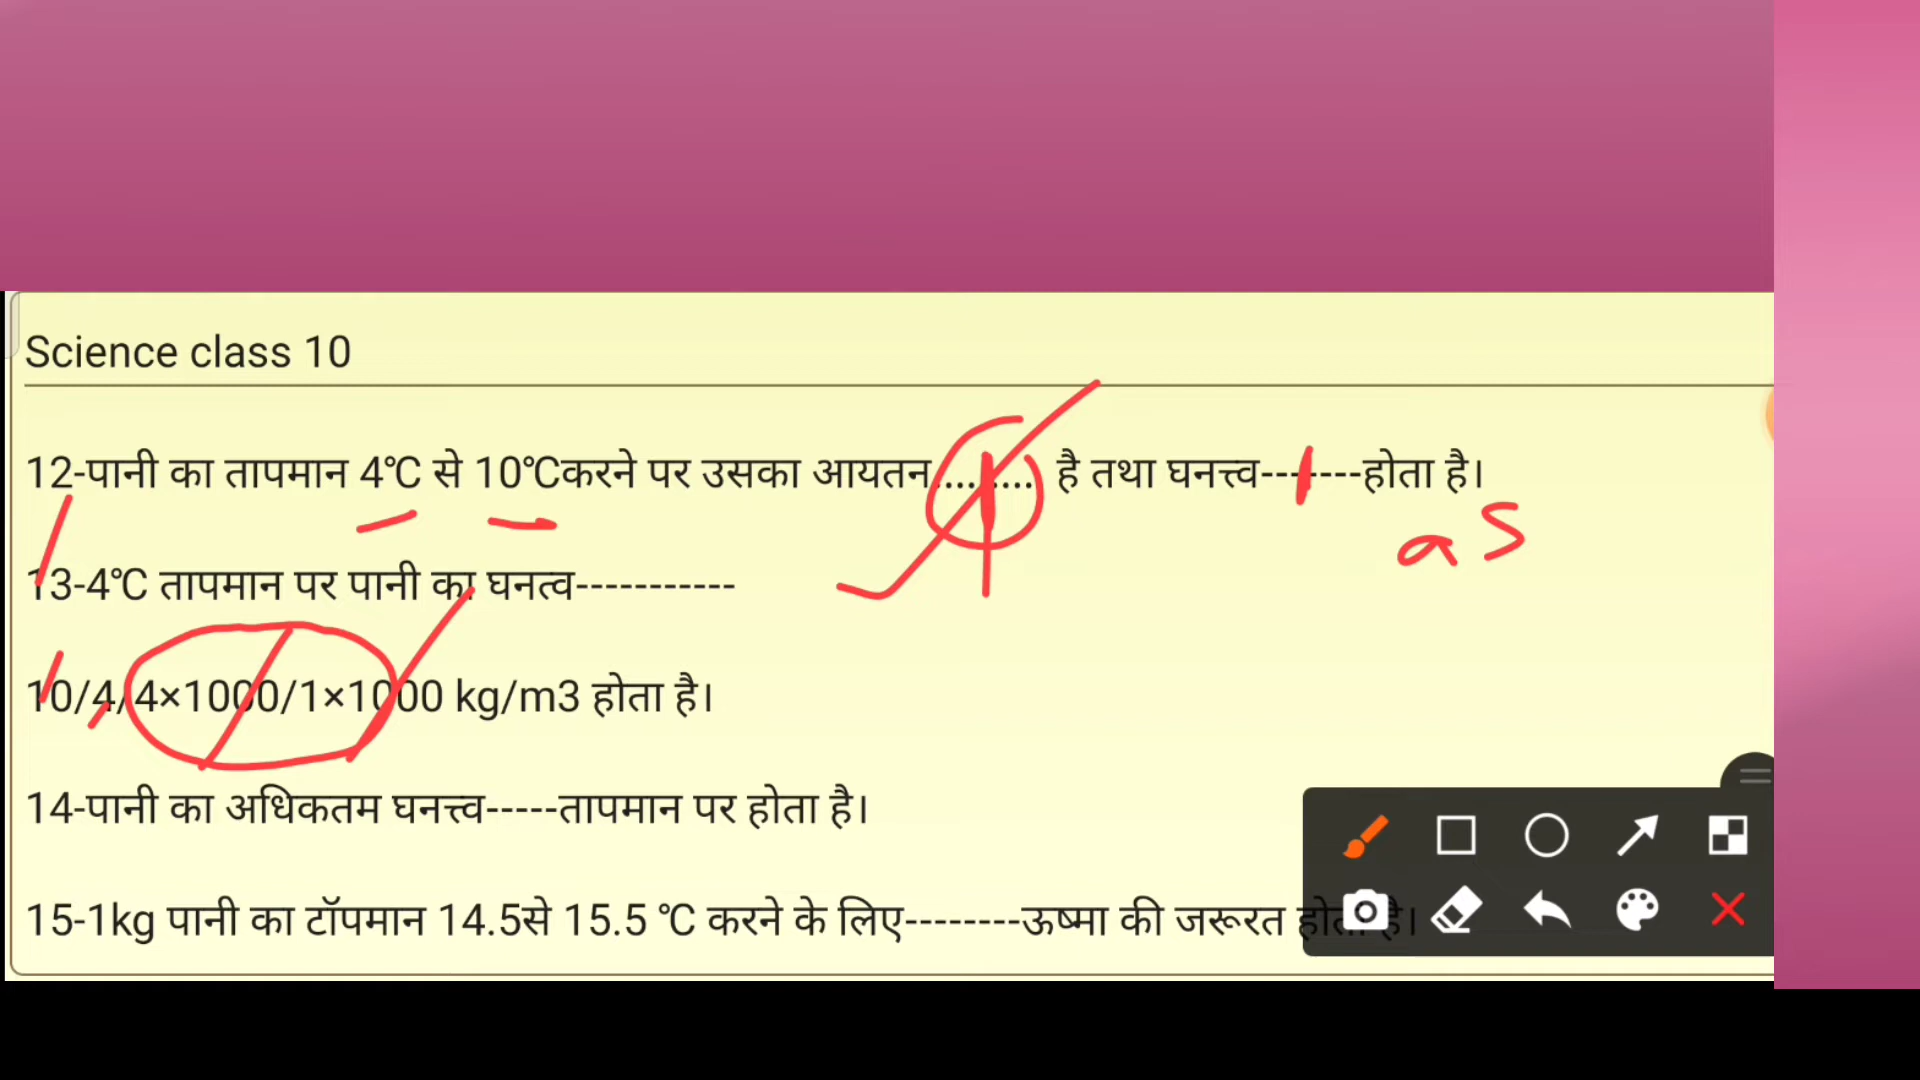 Science class 10
12-पानी का तापमान 4℃ से 10℃करने पर उसका आयतन......... है तथा घनत्त्व-------होता है।
as
13-4℃ तापमान पर पानी का घनत्व-----------
10/4/4×1000/1×1000 kg/m3 होता है।
14-पानी का अधिकतम घनत्त्व-----तापमान पर होता है।
15-1kg पानी का टॉपमान 14.5से 15.5 ℃ करने के लिए--------ऊष्मा की जरूरत होता है।